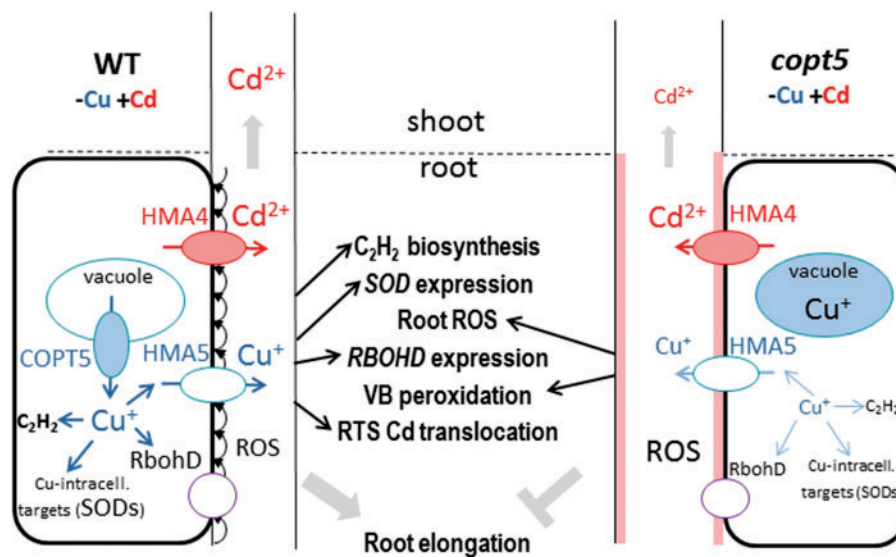 WT
-Cu +Cd
Cd²⁺
shoot
root
Cd²⁺
copt5
-Cu +Cd
HMA4
Cd²⁺
vacuole
COPT5
HMA5
Cu⁺
Cu⁺
C₂H₂
RbohD
ROS
Cu-intracell.
targets (SODs)
C₂H₂ biosynthesis
SOD expression
Root ROS
RBOHD expression
VB peroxidation
RTS Cd translocation
Root elongation
Cd²⁺
HMA4
vacuole
Cu⁺
Cu⁺
HMA5
Cu⁺
C₂H₂
ROS
RbohD
Cu-intracell.
targets (SODs)